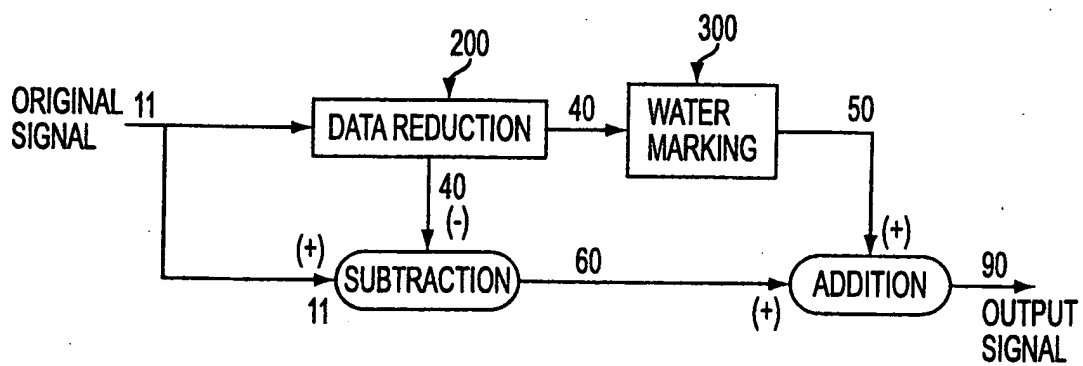 200
300
ORIGINAL
SIGNAL
11
DATA REDUCTION
40
WATER
MARKING
50
40
(-)
(+)
SUBTRACTION
11
60
(+)
(+)
ADDITION
90
OUTPUT
SIGNAL